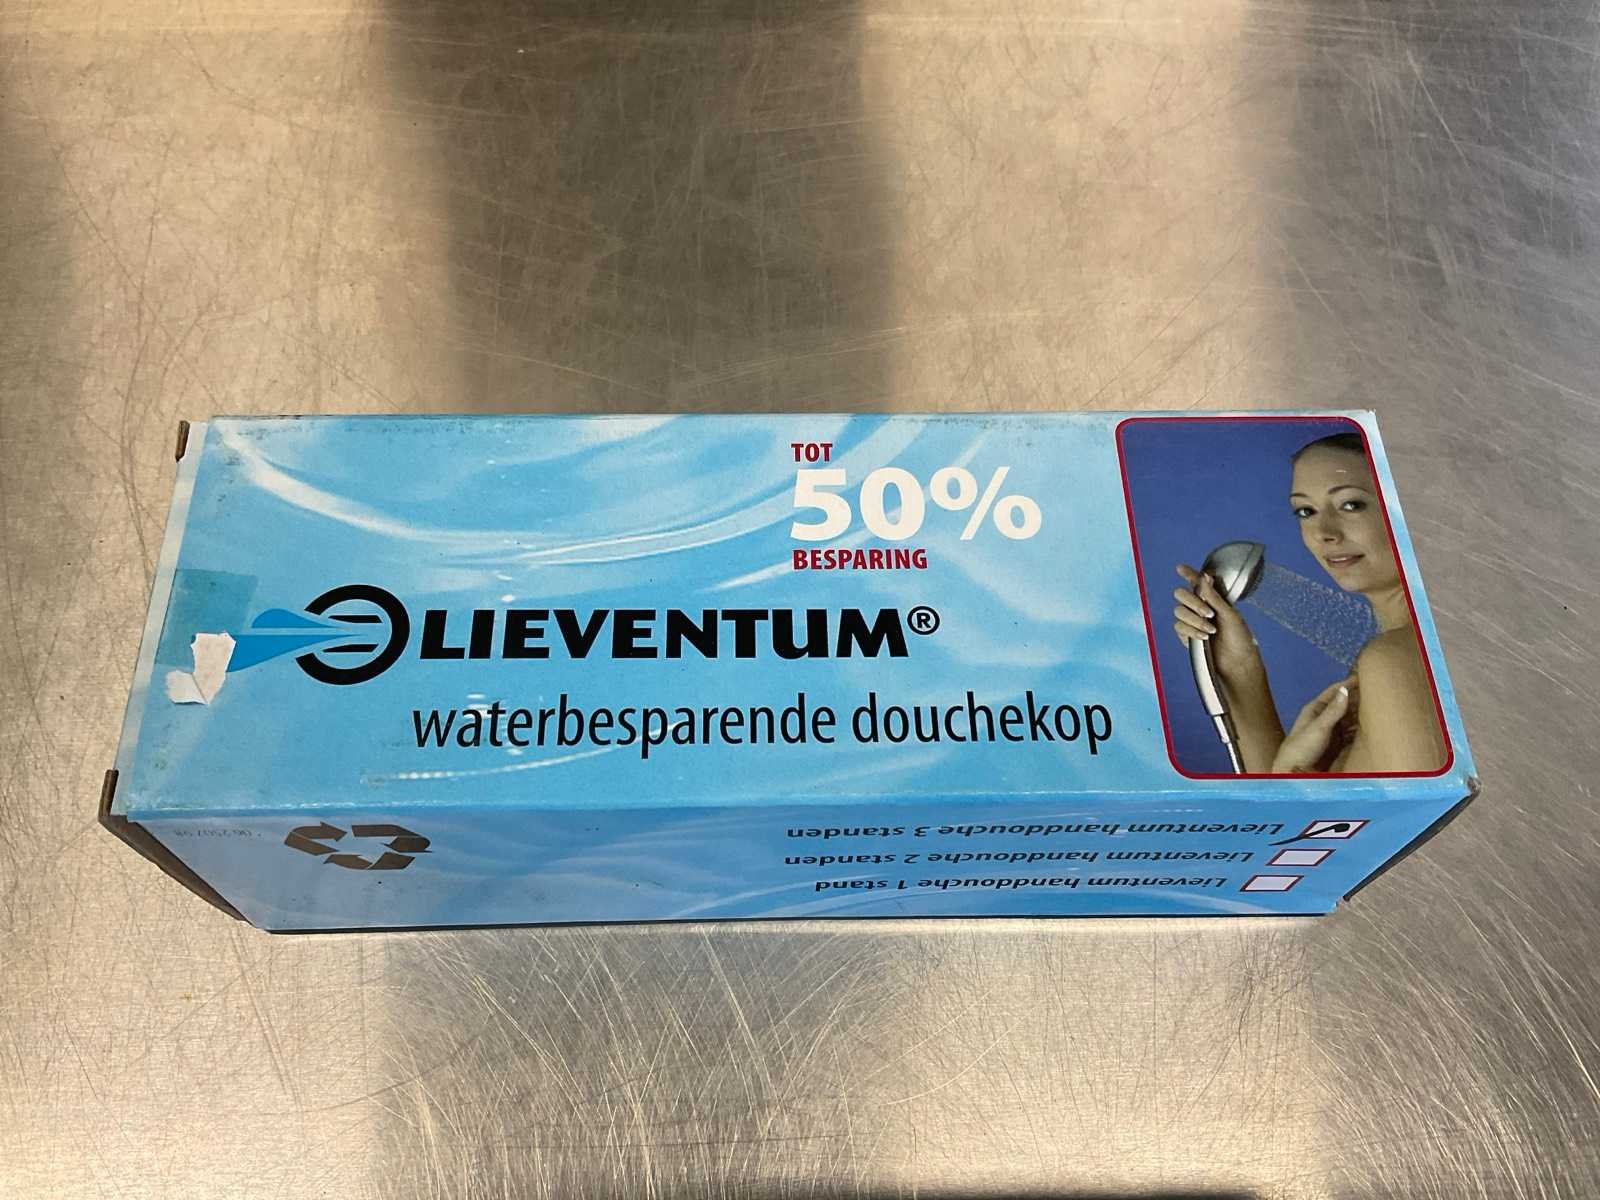 TOT
50%
BESPARING
LIEVENTUM®
waterbesparende douchekop
Lieventum handdouche 1 stand
Lieventum handdouche 2 standen
Lieventum handdouche 3 standen